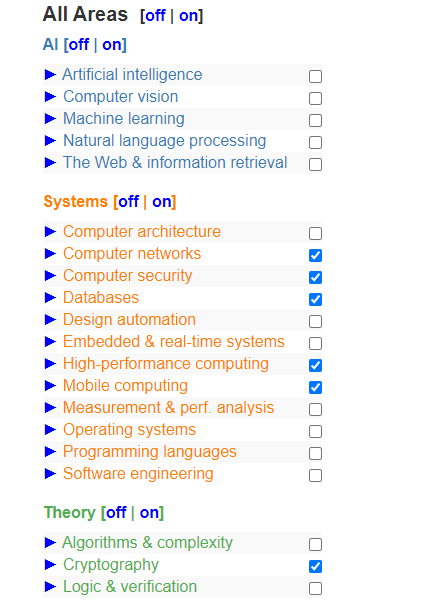 All Areas [off | on]
AI [off | on]
► Artificial intelligence
► Computer vision
► Machine learning
► Natural language processing
► The Web & information retrieval
Systems [off | on]
► Computer architecture
► Computer networks
► Computer security
► Databases
► Design automation
► Embedded & real-time systems
► High-performance computing
► Mobile computing
► Measurement & perf. analysis
► Operating systems
► Programming languages
► Software engineering
Theory [off | on]
► Algorithms & complexity
► Cryptography
► Logic & verification